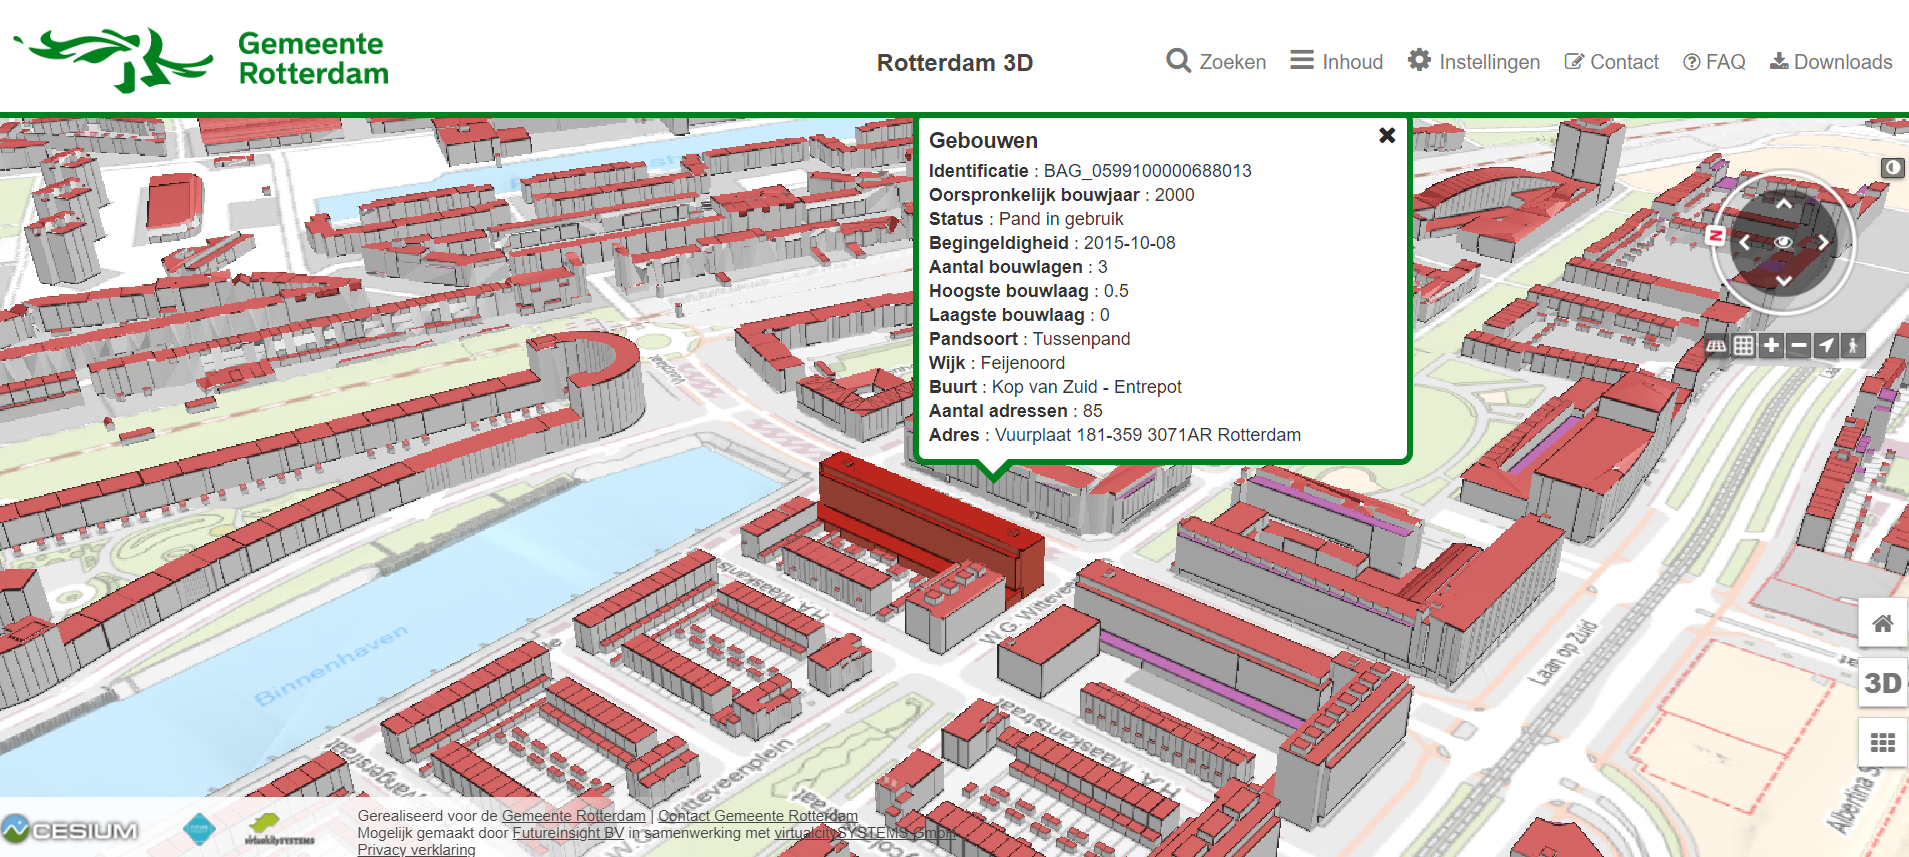 Gemeente
Rotterdam
Rotterdam 3D
Zoeken
Inhoud
Instellingen
Contact
FAQ
Downloads
Gebouwen
Identificatie : BAG_0599100000688013
Oorspronkelijk bouwjaar : 2000
Status : Pand in gebruik
Begingeldigheid : 2015-10-08
Aantal bouwlagen : 3
Hoogste bouwlaag : 0.5
Laagste bouwlaag : 0
Pandsoort : Tussenpand
Wijk : Feijenoord
Buurt : Kop van Zuid - Entrepot
Aantal adressen : 85
Adres : Vuurplaat 181-359 3071AR Rotterdam
N
Binnenhaven
W.G. Witteveenplein
H.A. Maaskanstraat
Laan op Zuid
3D
CESIUM
virtualcitySYSTEMS
Gerealiseerd voor de Gemeente Rotterdam | Contact Gemeente Rotterdam
Mogelijk gemaakt door FutureInsight BV in samenwerking met virtualcitySYSTEMS GmbH
Privacy verklaring